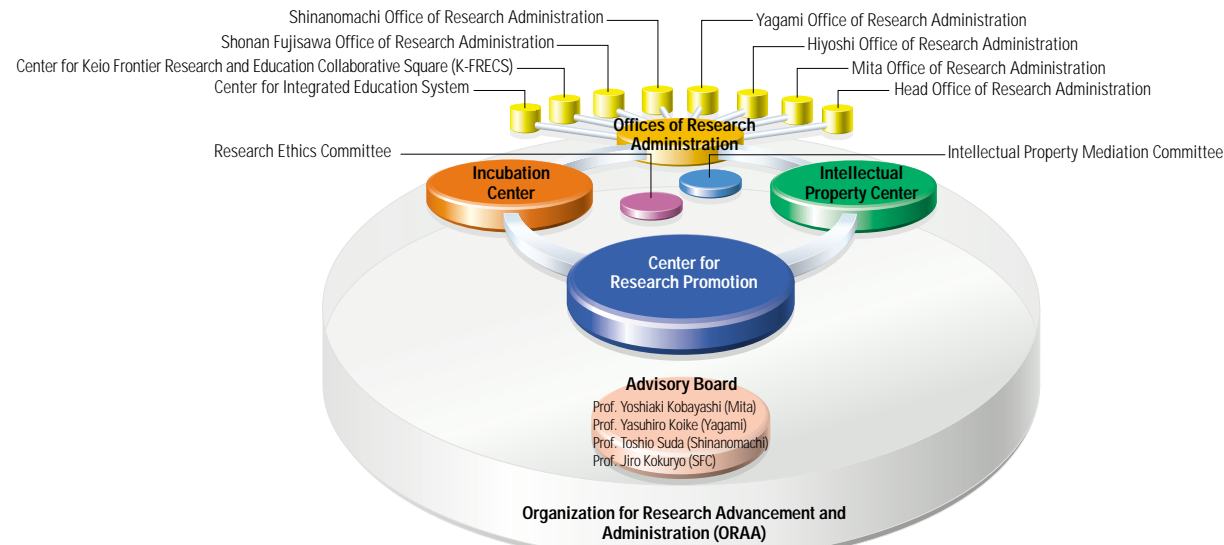 Shinanomachi Office of Research Administration
Yagami Office of Research Administration
Shonan Fujisawa Office of Research Administration
Hiyoshi Office of Research Administration
Center for Keio Frontier Research and Education Collaborative Square (K-FRECS)
Mita Office of Research Administration
Center for Integrated Education System
Head Office of Research Administration
Offices of Research
Administration
Research Ethics Committee
Intellectual Property Mediation Committee
Incubation
Center
Intellectual
Property Center
Center for
Research Promotion
Advisory Board
Prof. Yoshiaki Kobayashi (Mita)
Prof. Yasuhiro Koike (Yagami)
Prof. Toshio Suda (Shinanomachi)
Prof. Jiro Kokuryo (SFC)
Organization for Research Advancement and
Administration (ORAA)